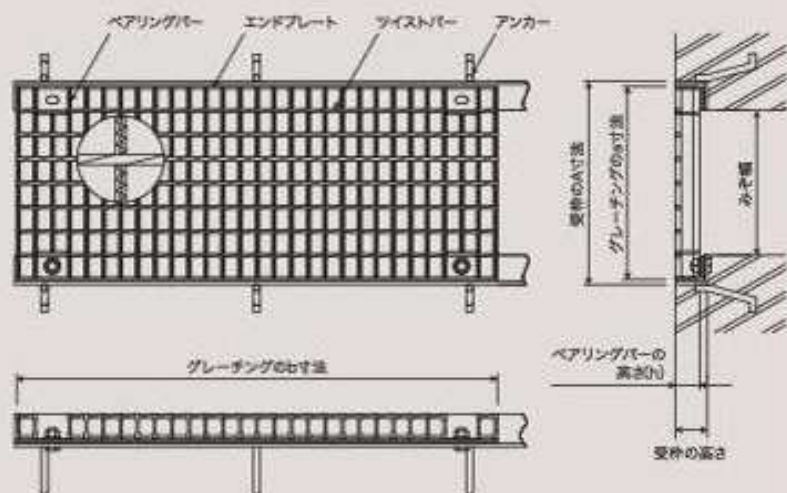 ベアリングバー
エンドプレート
ツイストバー
アンカー
受枠のA寸法
グレーチングのa寸法
みぞ幅
グレーチングのb寸法
ベアリングバーの
高さ(h)
受枠の高さ